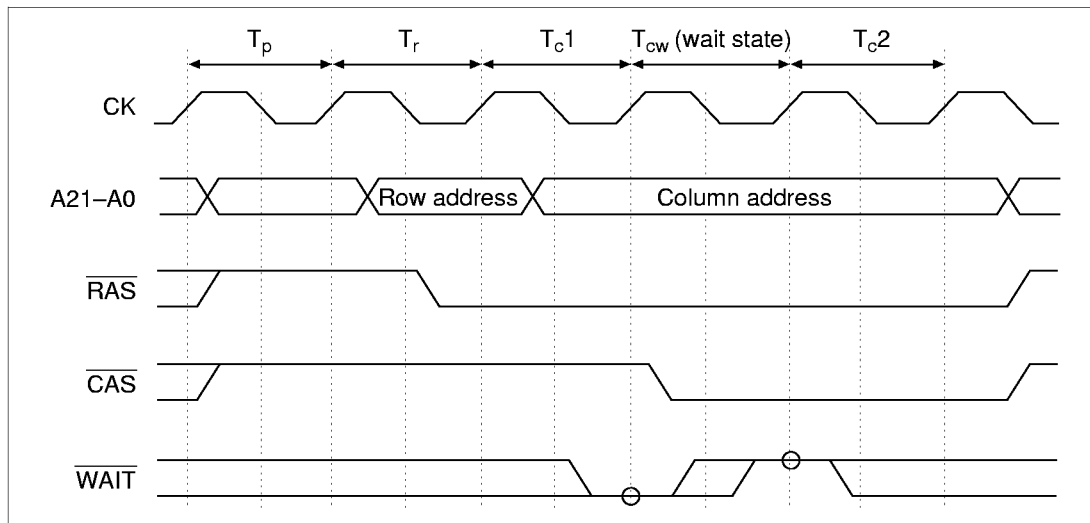 Tp Tr Tc1 Tcw (wait state) Tc2
CK
A21–A0 Row address Column address
RAS
CAS
WAIT